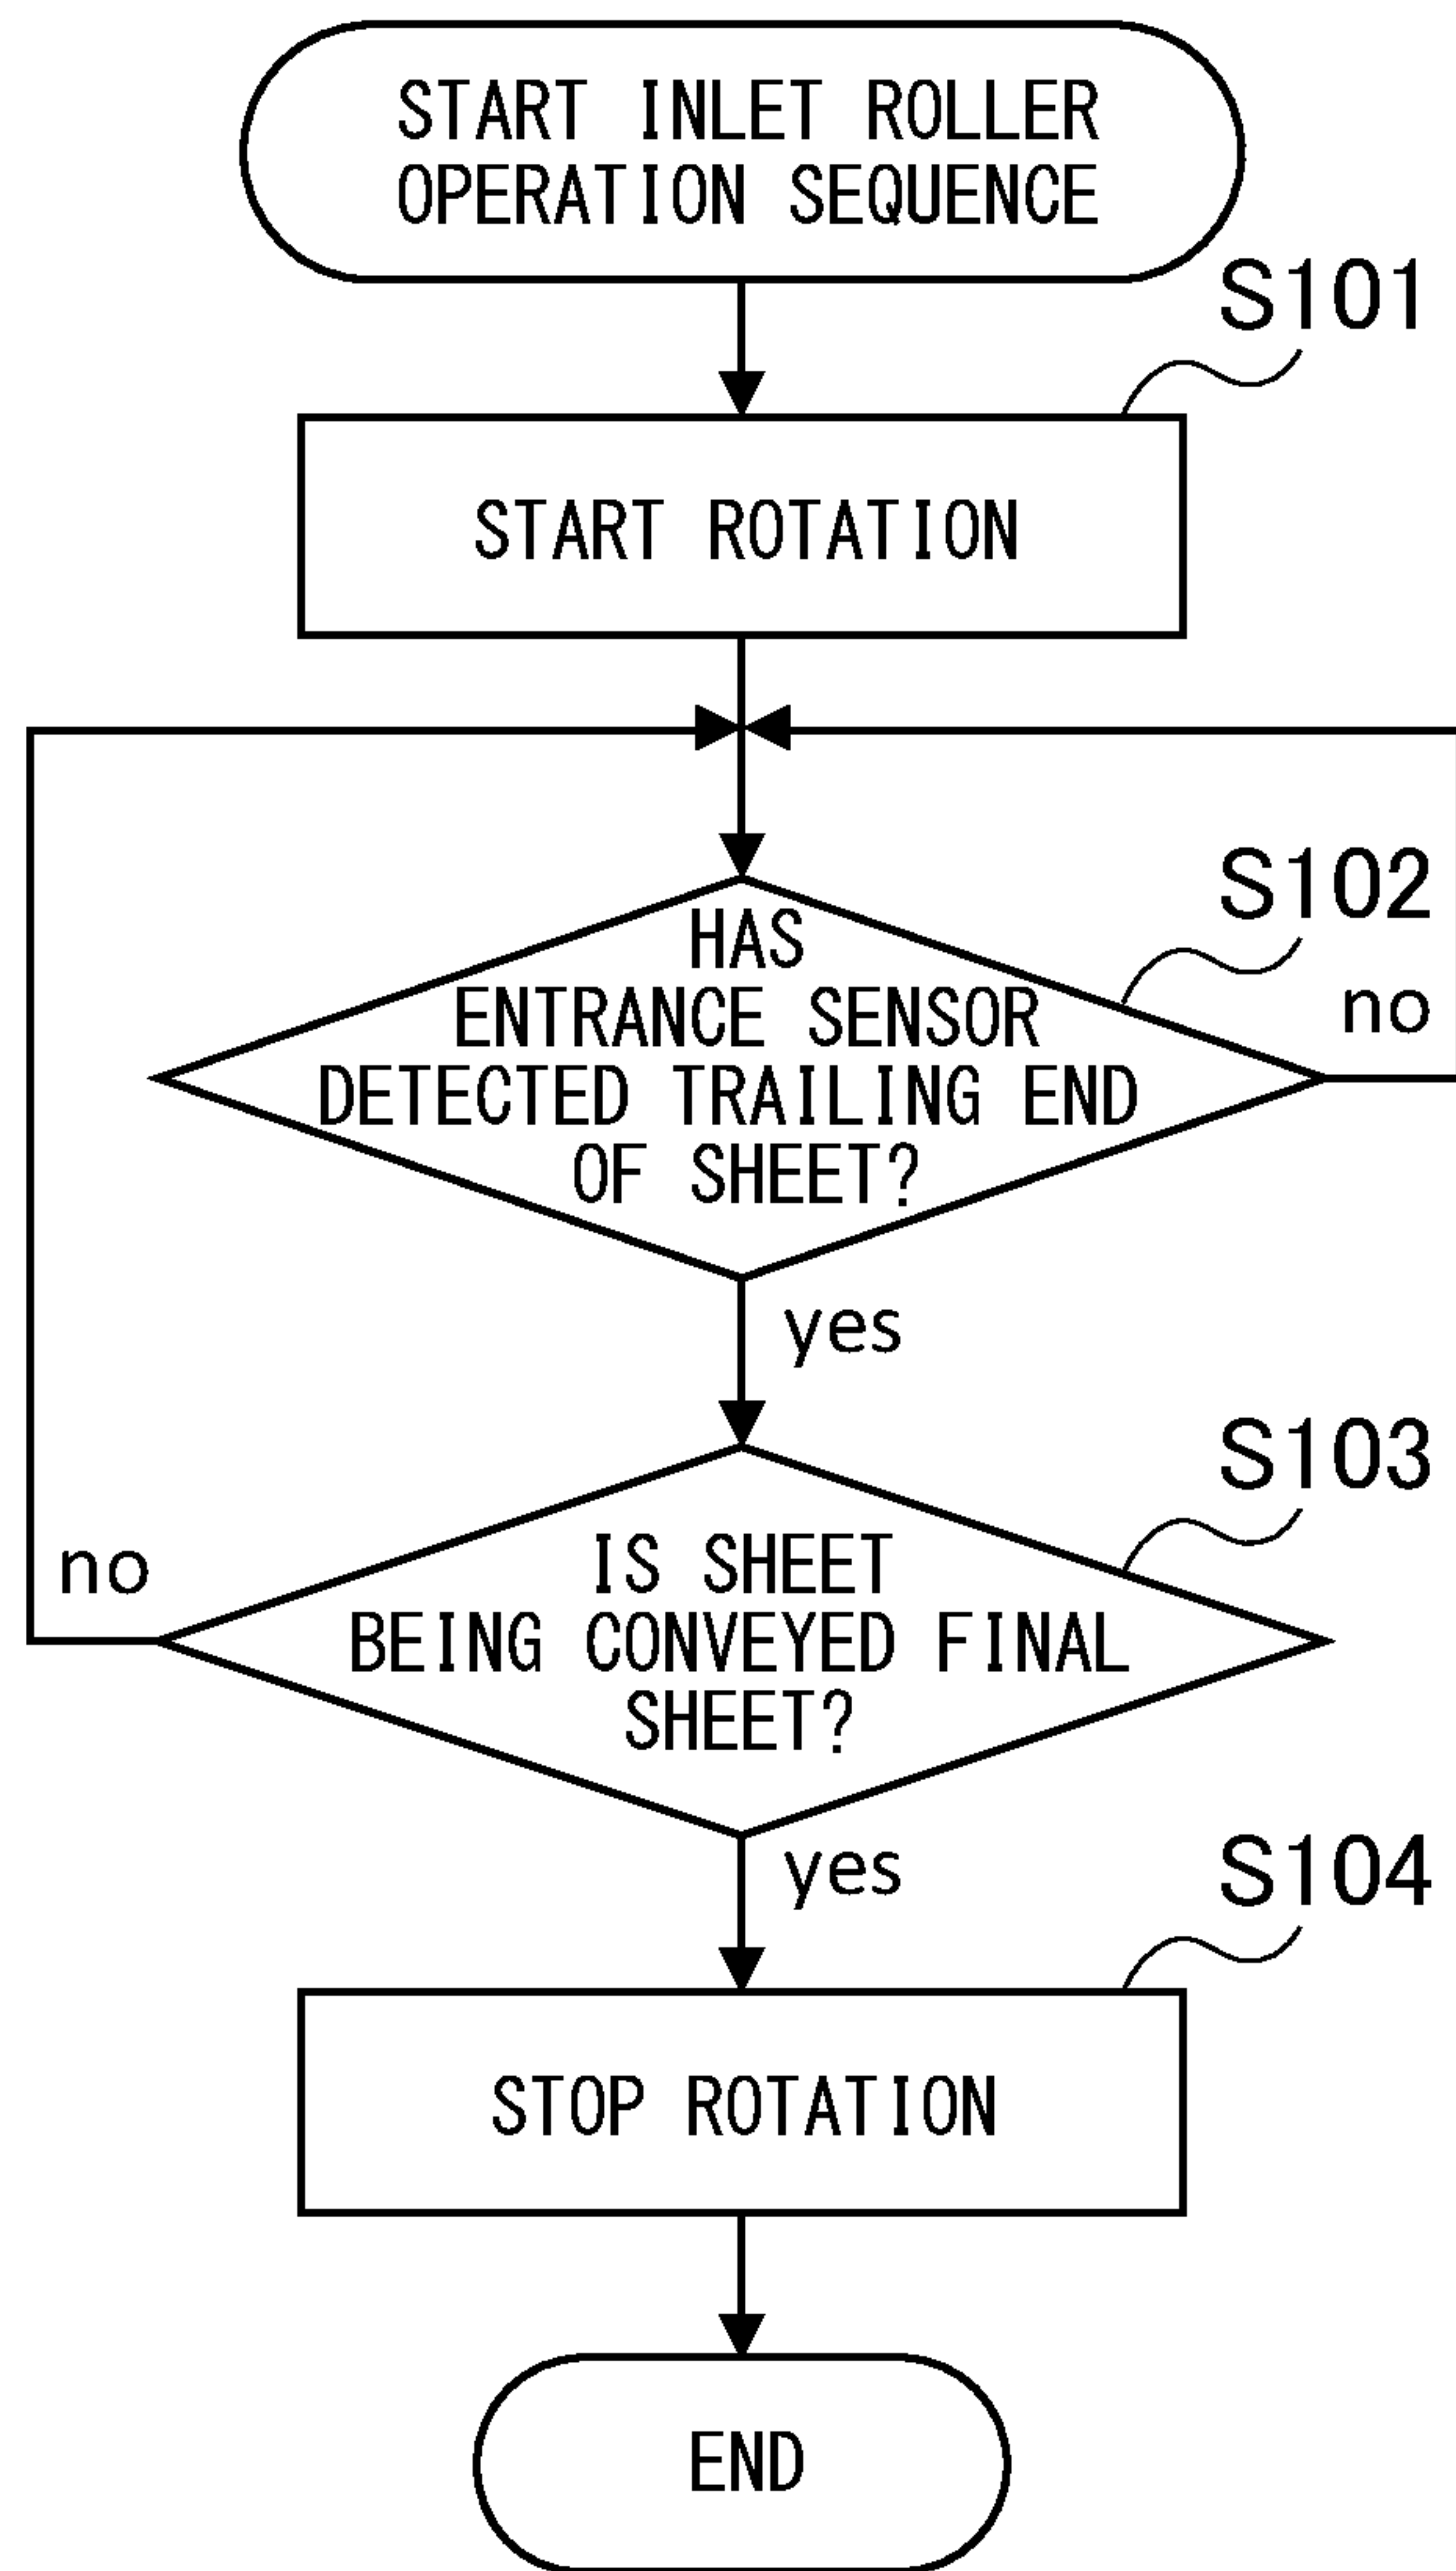 START INLET ROLLER
OPERATION SEQUENCE
S101
START ROTATION
S102
HAS
ENTRANCE SENSOR
DETECTED TRAILING END
OF SHEET?
no
yes
S103
IS SHEET
BEING CONVEYED FINAL
SHEET?
no
yes
S104
STOP ROTATION
END